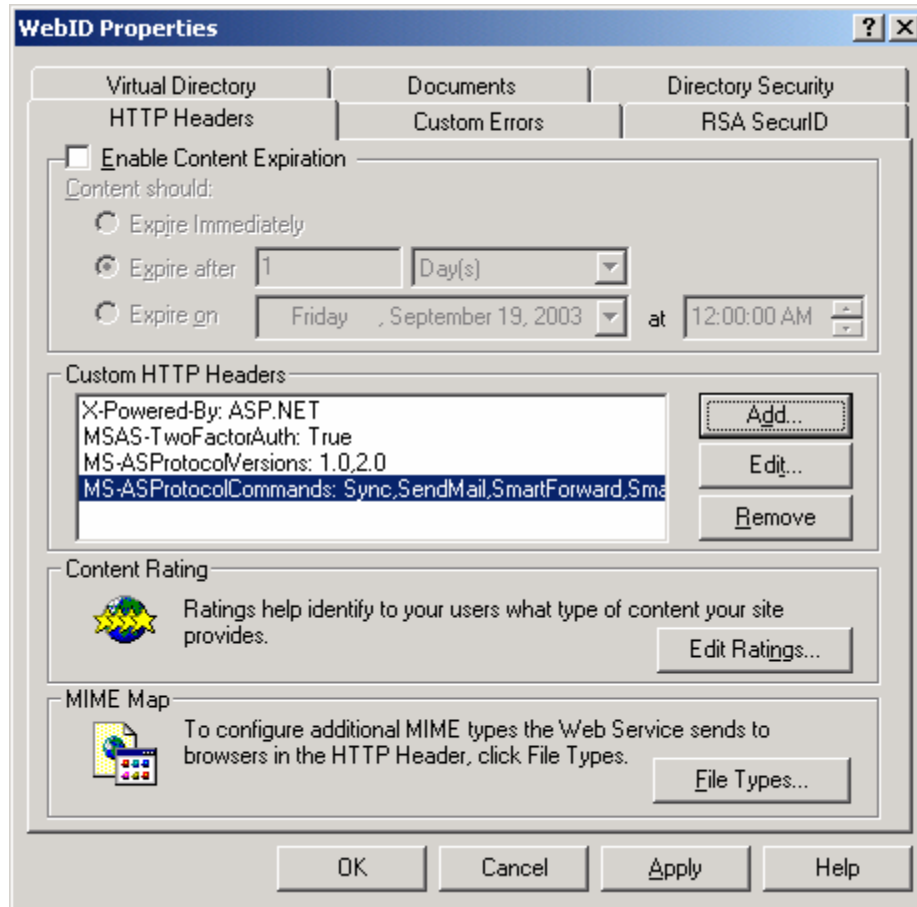 WebID Properties
Virtual Directory Documents Directory Security
HTTP Headers Custom Errors RSA SecurID
Enable Content Expiration
Content should:
Expire Immediately
Expire after 1 Day(s)
Expire on Friday , September 19, 2003 at 12:00:00 AM
Custom HTTP Headers
X-Powered-By: ASP.NET
MSAS-TwoFactorAuth: True
MS-ASProtocolVersions: 1.0,2.0
MS-ASProtocolCommands: Sync,SendMail,SmartForward,Sma
Add...
Edit...
Remove
Content Rating
Ratings help identify to your users what type of content your site
provides.
Edit Ratings...
MIME Map
To configure additional MIME types the Web Service sends to
browsers in the HTTP Header, click File Types.
File Types...
OK Cancel Apply Help